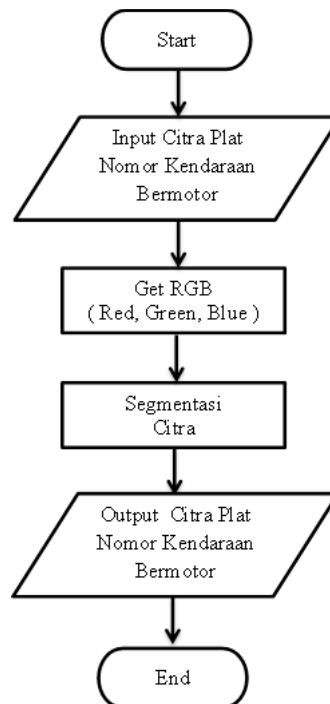 Start
Input Citra Plat
Nomor Kendaraan
Bermotor
Get RGB
( Red, Green, Blue )
Segmentasi
Citra
Output Citra Plat
Nomor Kendaraan
Bermotor
End